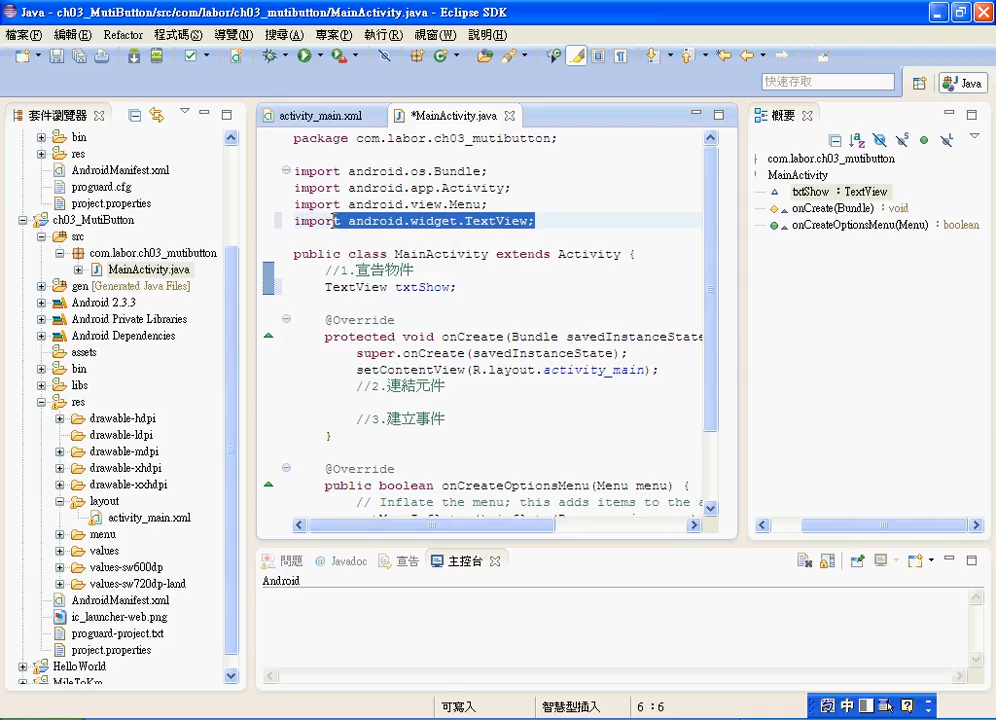 Java - ch03_MutiButton/src/com/labor/ch03_mutibutton/MainActivity.java - Eclipse SDK
檔案(F) 編輯(E) Refactor 程式碼(S) 導覽(N) 搜尋(A) 專案(P) 執行(R) 視窗(W) 說明(H)
快速存取
Java
套件瀏覽器
bin
res
AndroidManifest.xml
proguard.cfg
project.properties
ch03_MutiButton
src
com.labor.ch03_mutibutton
MainActivity.java
gen [Generated Java Files]
Android 2.3.3
Android Private Libraries
Android Dependencies
assets
bin
libs
res
drawable-hdpi
drawable-ldpi
drawable-mdpi
drawable-xhdpi
drawable-xxhdpi
layout
activity_main.xml
menu
values
values-sw600dp
values-sw720dp-land
AndroidManifest.xml
ic_launcher-web.png
proguard-project.txt
project.properties
HelloWorld
MileToKm
activity_main.xml
*MainActivity.java
package com.labor.ch03_mutibutton;
import android.os.Bundle;
import android.app.Activity;
import android.view.Menu;
import android.widget.TextView;
public class MainActivity extends Activity {
//1.宣告物件
TextView txtShow;
@Override
protected void onCreate(Bundle savedInstanceState
super.onCreate(savedInstanceState);
setContentView(R.layout.activity_main);
//2.連結元件
//3.建立事件
}
@Override
public boolean onCreateOptionsMenu(Menu menu) {
// Inflate the menu; this adds items to the a
概要
com.labor.ch03_mutibutton
MainActivity
txtShow : TextView
onCreate(Bundle) : void
onCreateOptionsMenu(Menu) : boolean
問題 @ Javadoc 宣告 主控台
Android
可寫入 智慧型插入 6 : 6
中